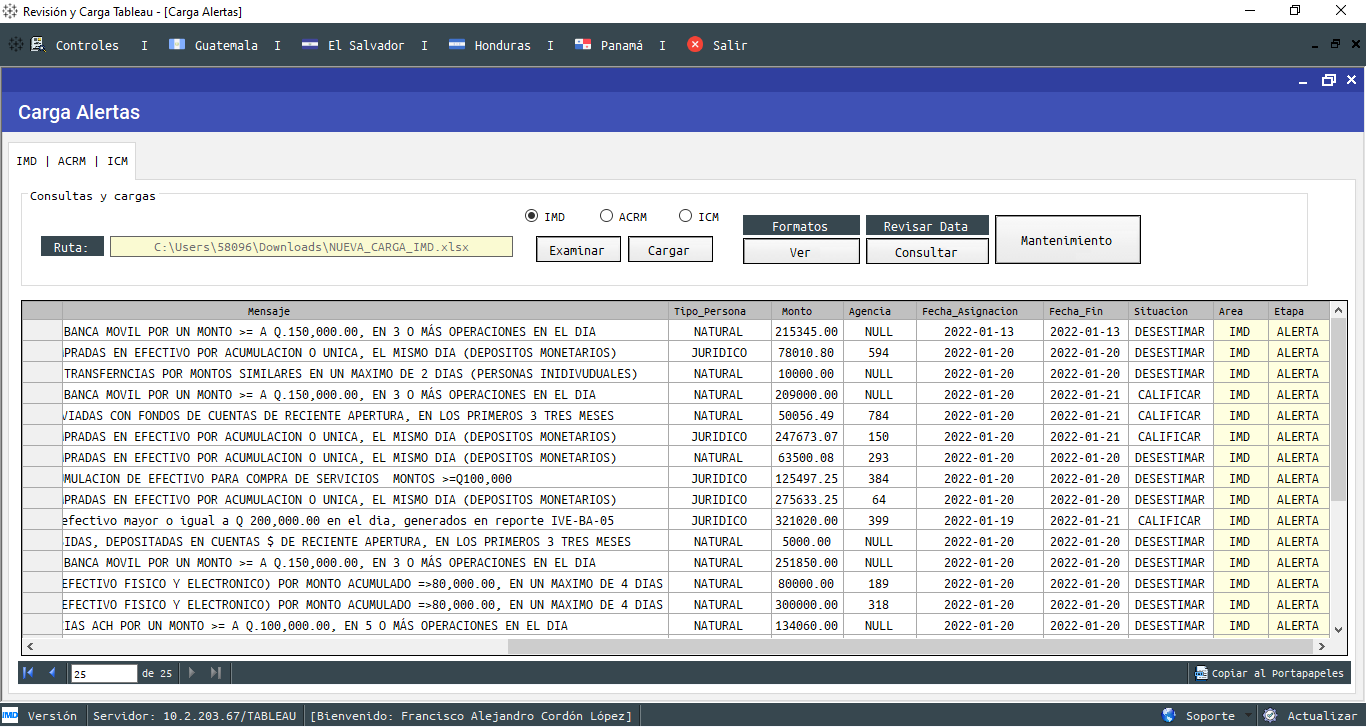 Revisión y Carga Tableau - [Carga Alertas]
Controles I Guatemala I El Salvador I Honduras I Panamá I Salir
Carga Alertas
IMD | ACRM | ICM
Consultas y cargas
IMD ACRM ICM
Formatos Revisar Data
Mantenimiento
Ruta: C:\Users\58096\Downloads\NUEVA_CARGA_IMD.xlsx Examinar Cargar Ver Consultar
Mensaje Tipo_Persona Monto Agencia Fecha_Asignacion Fecha_Fin Situacion Area Etapa
BANCA MOVIL POR UN MONTO >= A Q.150,000.00, EN 3 O MÁS OPERACIONES EN EL DIA NATURAL 215345.00 NULL 2022-01-13 2022-01-13 DESESTIMAR IMD ALERTA
PRADAS EN EFECTIVO POR ACUMULACION O UNICA, EL MISMO DIA (DEPOSITOS MONETARIOS) JURIDICO 78010.80 594 2022-01-20 2022-01-20 DESESTIMAR IMD ALERTA
TRANSFERNCIAS POR MONTOS SIMILARES EN UN MAXIMO DE 2 DIAS (PERSONAS INIDIVUDUALES) NATURAL 10000.00 NULL 2022-01-20 2022-01-20 DESESTIMAR IMD ALERTA
BANCA MOVIL POR UN MONTO >= A Q.150,000.00, EN 3 O MÁS OPERACIONES EN EL DIA NATURAL 209000.00 NULL 2022-01-20 2022-01-21 CALIFICAR IMD ALERTA
VIADAS CON FONDOS DE CUENTAS DE RECIENTE APERTURA, EN LOS PRIMEROS 3 TRES MESES NATURAL 50056.49 784 2022-01-20 2022-01-21 CALIFICAR IMD ALERTA
PRADAS EN EFECTIVO POR ACUMULACION O UNICA, EL MISMO DIA (DEPOSITOS MONETARIOS) JURIDICO 247673.07 150 2022-01-20 2022-01-21 CALIFICAR IMD ALERTA
PRADAS EN EFECTIVO POR ACUMULACION O UNICA, EL MISMO DIA (DEPOSITOS MONETARIOS) NATURAL 63500.08 293 2022-01-20 2022-01-20 DESESTIMAR IMD ALERTA
MULACION DE EFECTIVO PARA COMPRA DE SERVICIOS MONTOS >=Q100,000 JURIDICO 125497.25 384 2022-01-20 2022-01-20 DESESTIMAR IMD ALERTA
PRADAS EN EFECTIVO POR ACUMULACION O UNICA, EL MISMO DIA (DEPOSITOS MONETARIOS) JURIDICO 275633.25 64 2022-01-20 2022-01-20 DESESTIMAR IMD ALERTA
efectivo mayor o igual a Q 200,000.00 en el dia, generados en reporte IVE-BA-05 JURIDICO 321020.00 399 2022-01-19 2022-01-21 CALIFICAR IMD ALERTA
IDAS, DEPOSITADAS EN CUENTAS $ DE RECIENTE APERTURA, EN LOS PRIMEROS 3 TRES MESES NATURAL 5000.00 NULL 2022-01-20 2022-01-20 DESESTIMAR IMD ALERTA
BANCA MOVIL POR UN MONTO >= A Q.150,000.00, EN 3 O MÁS OPERACIONES EN EL DIA NATURAL 251850.00 NULL 2022-01-20 2022-01-20 DESESTIMAR IMD ALERTA
EFECTIVO FISICO Y ELECTRONICO) POR MONTO ACUMULADO =>80,000.00, EN UN MAXIMO DE 4 DIAS NATURAL 80000.00 189 2022-01-20 2022-01-20 DESESTIMAR IMD ALERTA
EFECTIVO FISICO Y ELECTRONICO) POR MONTO ACUMULADO =>80,000.00, EN UN MAXIMO DE 4 DIAS NATURAL 300000.00 318 2022-01-20 2022-01-20 DESESTIMAR IMD ALERTA
IAS ACH POR UN MONTO >= A Q.100,000.00, EN 5 O MÁS OPERACIONES EN EL DIA NATURAL 134060.00 NULL 2022-01-20 2022-01-20 DESESTIMAR IMD ALERTA
25 de 25 Copiar al Portapapeles
IMD Versión Servidor: 10.2.203.67/TABLEAU [Bienvenido: Francisco Alejandro Cordón López] Soporte Actualizar